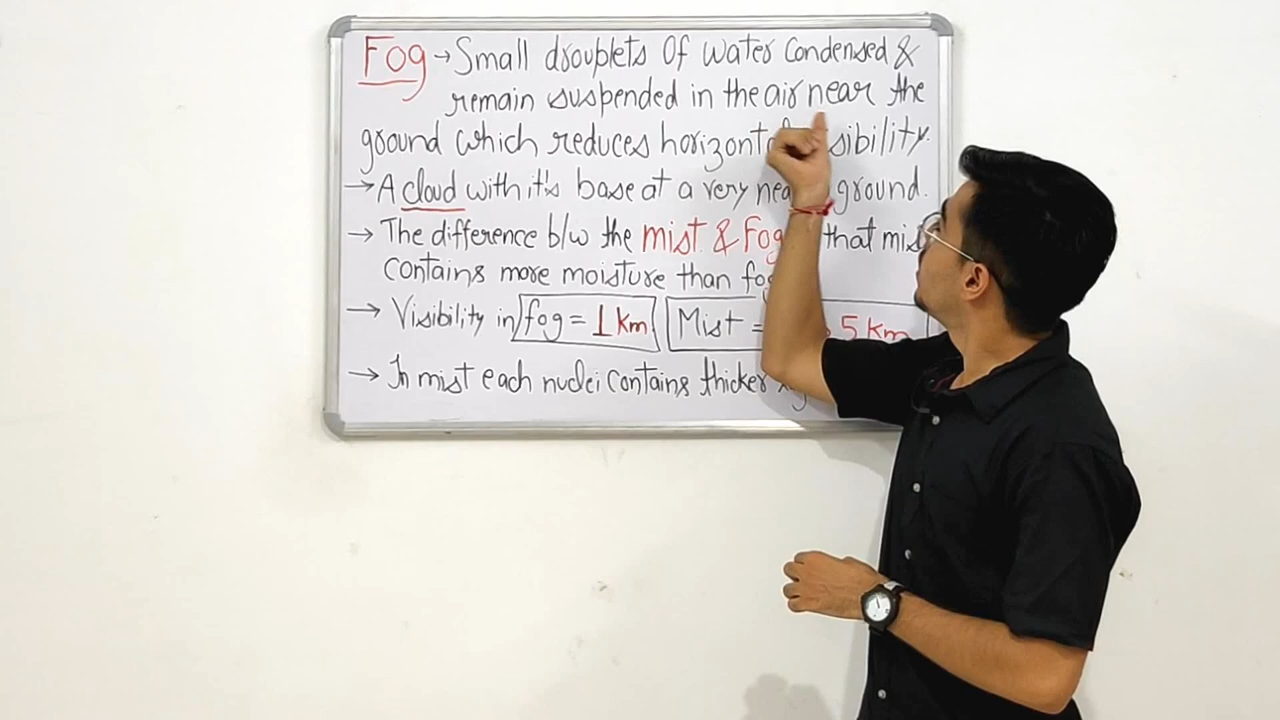 Fog → Small drouplets Of water Condensed &
remain suspended in the air near the
ground which reduces horizontal visibility.
→ A cloud with it's base at a very near ground.
→ The difference b/w the mist & Fog that mist
contains more moisture than fog
→ Visibility in fog = 1 Km Mist = 5 Km
→ In mist each nuclei Contains thicker